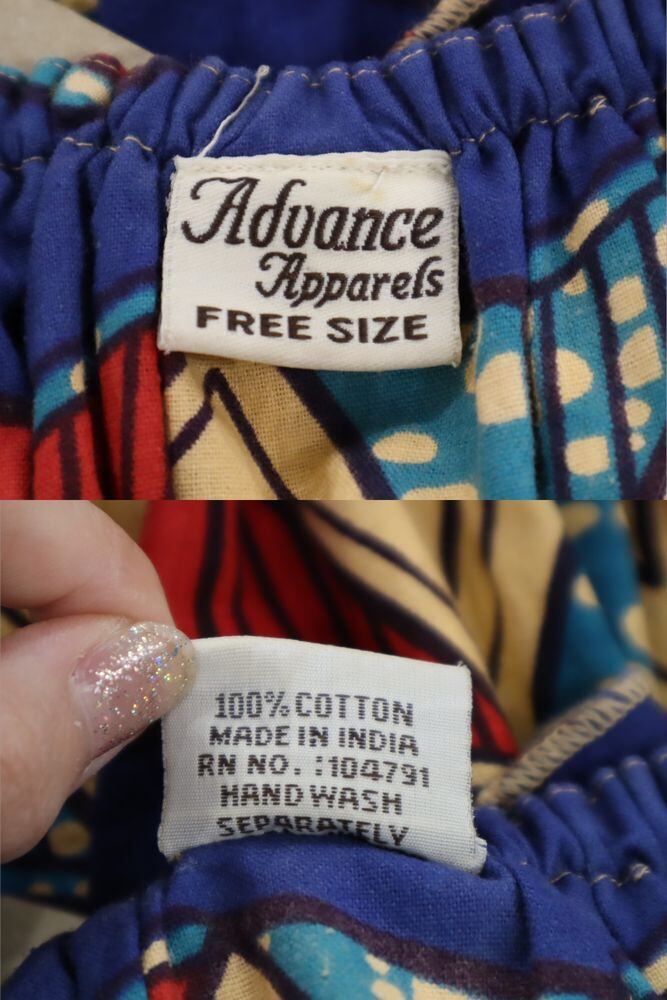 Advance
Apparels
FREE SIZE
100% COTTON
MADE IN INDIA
RN NO. : 104791
HAND WASH
SEPARATELY